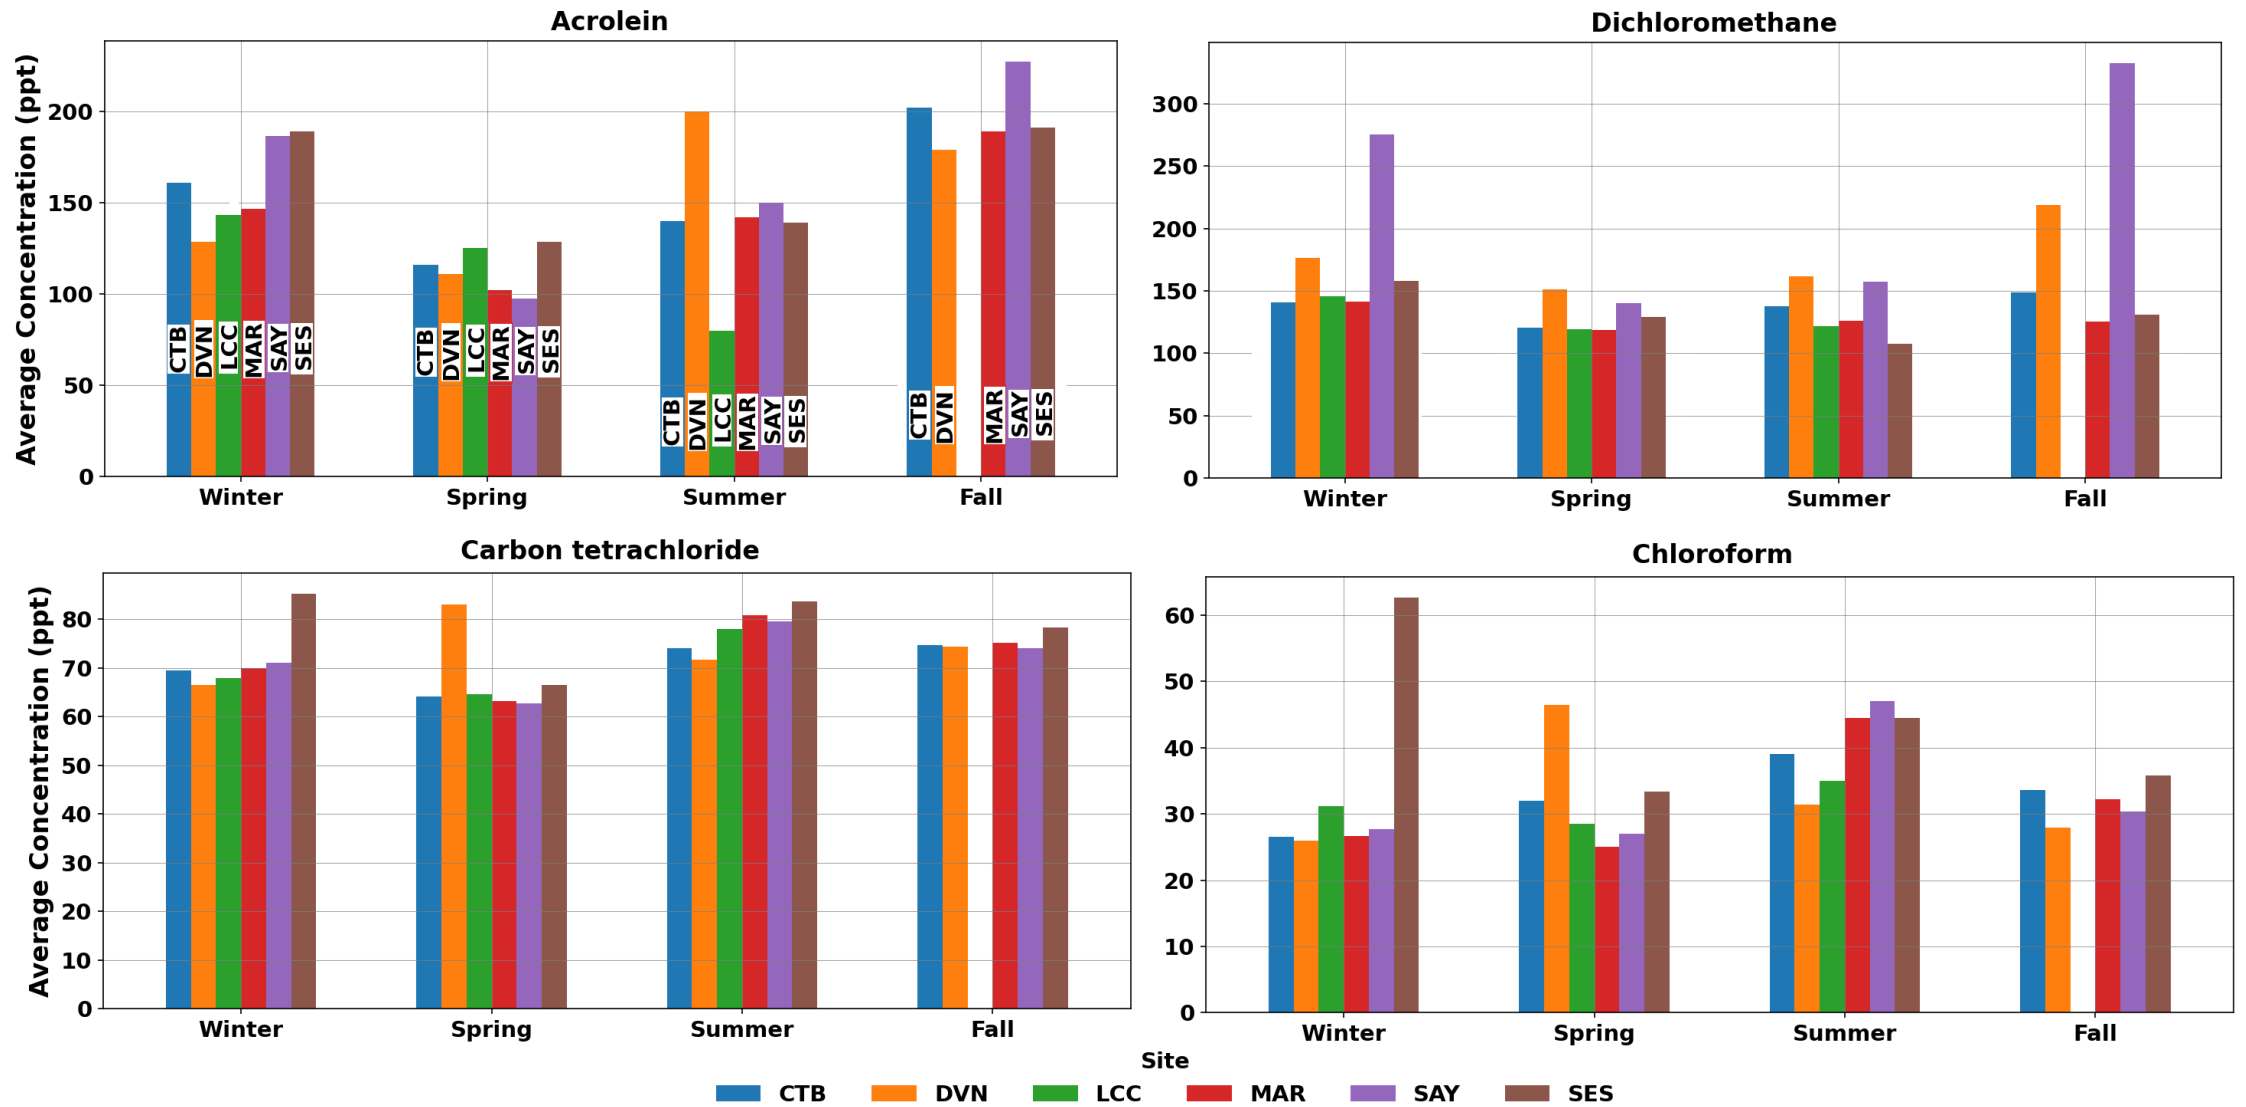 Acrolein
Average Concentration (ppt)
200
150
100
50
0
CTB DVN LCC MAR SAY SES
CTB DVN LCC MAR SAY SES
CTB DVN LCC MAR SAY SES
CTB DVN MAR SAY SES
Winter Spring Summer Fall
Dichloromethane
300
250
200
150
100
50
0
Winter Spring Summer Fall
Carbon tetrachloride
Average Concentration (ppt)
80
70
60
50
40
30
20
10
0
Winter Spring Summer Fall
Chloroform
60
50
40
30
20
10
0
Winter Spring Summer Fall
Site
CTB DVN LCC MAR SAY SES